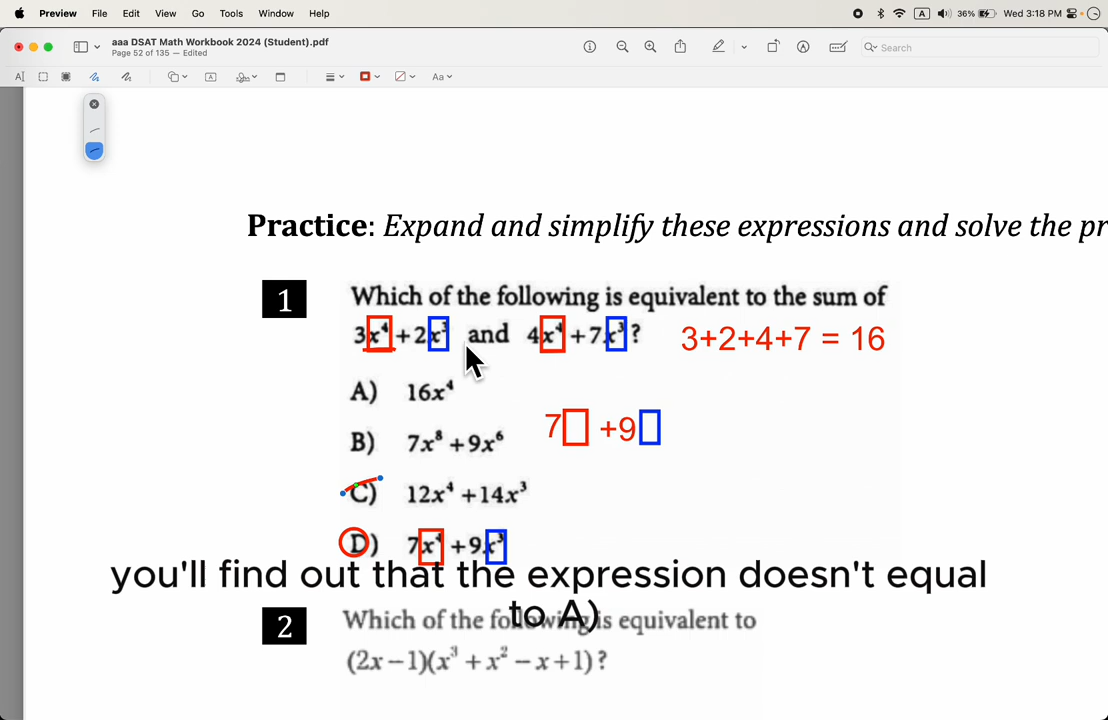 Preview File Edit View Go Tools Window Help A 36% Wed 3:18 PM
aaa DSAT Math Workbook 2024 (Student).pdf
Page 52 of 135 — Edited
Search
A Aa
Practice: Expand and simplify these expressions and solve the pr
1 Which of the following is equivalent to the sum of
3x⁴ + 2x³ and 4x⁴ + 7x³? 3+2+4+7 = 16
A) 16x⁴
7 +9
B) 7x⁸ + 9x⁶
C) 12x⁴ + 14x³
D) 7x⁴ + 9x³
you'll find out that the expression doesn't equal
to A)
2 Which of the following is equivalent to
(2x − 1)(x³ + x² − x + 1)?